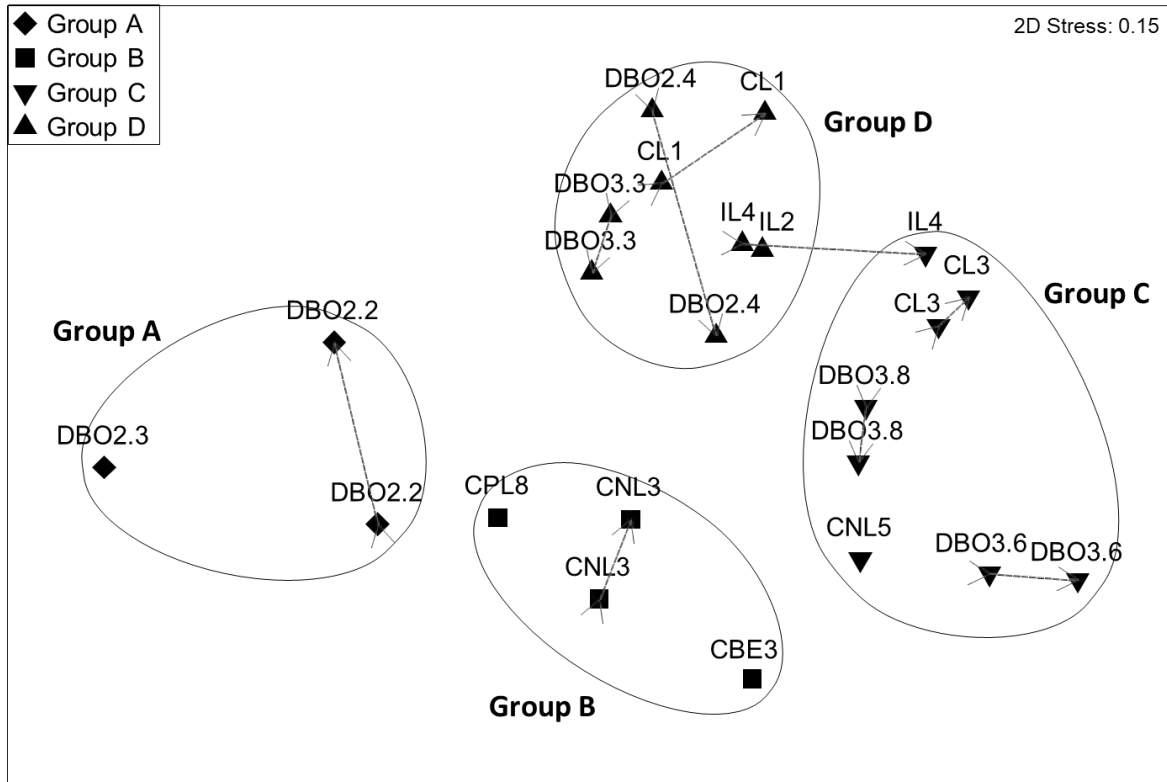 Group A
Group B
Group C
Group D
2D Stress: 0.15
DBO2.4
CL1
Group D
CL1
DBO3.3
IL4
IL2
IL4
DBO3.3
CL3
Group C
CL3
DBO2.4
Group A
DBO2.2
DBO3.8
DBO2.3
DBO3.8
DBO2.2
CPL8
CNL3
CNL5
DBO3.6
DBO3.6
CNL3
CBE3
Group B